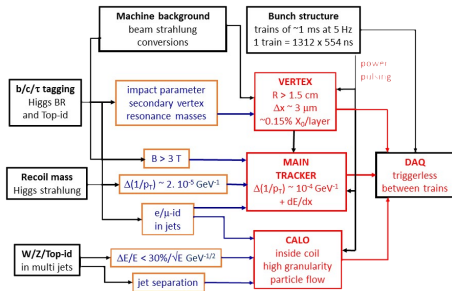 Machine background
beam strahlung
conversions
Bunch structure
trains of ~1 ms at 5 Hz
1 train = 1312 x 554 ns
power
pulsing
b/c/τ tagging
Higgs BR
and Top-id
impact parameter
secondary vertex
resonance masses
VERTEX
R > 1.5 cm
Δx ~ 3 μm
~0.15% X₀/layer
B > 3 T
MAIN
TRACKER
Δ(1/pT) ~ 10⁻⁴ GeV⁻¹
+ dE/dx
DAQ
triggerless
between trains
Recoil mass
Higgs strahlung
Δ(1/pT) ~ 2. 10⁻⁵ GeV⁻¹
e/μ-id
in jets
W/Z/Top-id
in multi jets
ΔE/E < 30%/√E GeV⁻¹/²
jet separation
CALO
inside coil
high granularity
particle flow